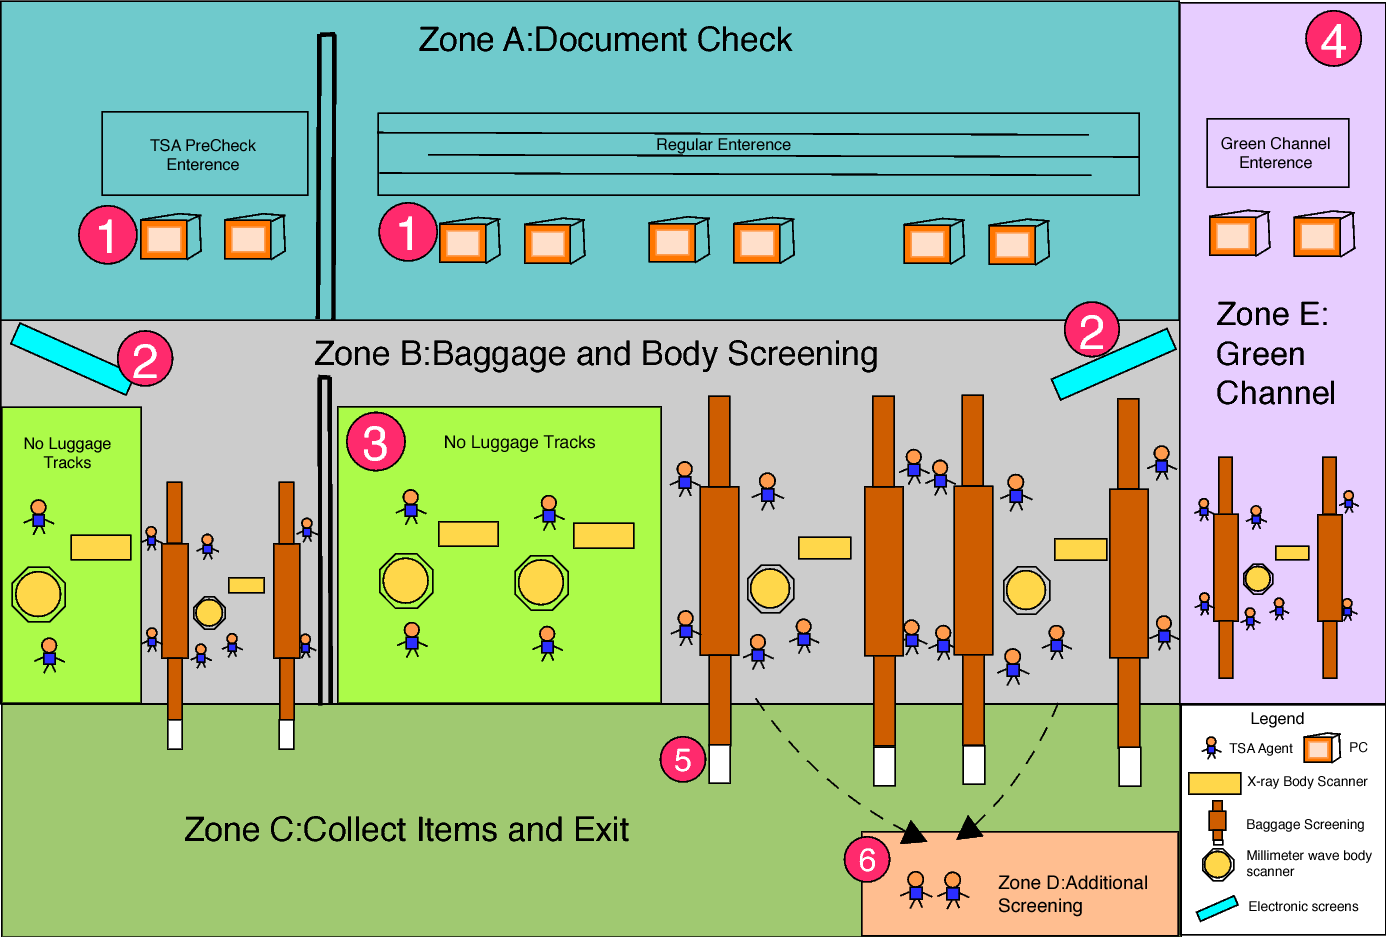 Zone A:Document Check
4
TSA PreCheck
Enterence
Regular Enterence
Green Channel
Enterence
1
1
Zone E:
Green
Channel
2
Zone B:Baggage and Body Screening
2
No Luggage
Tracks
3
No Luggage Tracks
5
Zone C:Collect Items and Exit
6
Zone D:Additional
Screening
Legend
TSA Agent
PC
X-ray Body Scanner
Baggage Screening
Millimeter wave body
scanner
Electronic screens